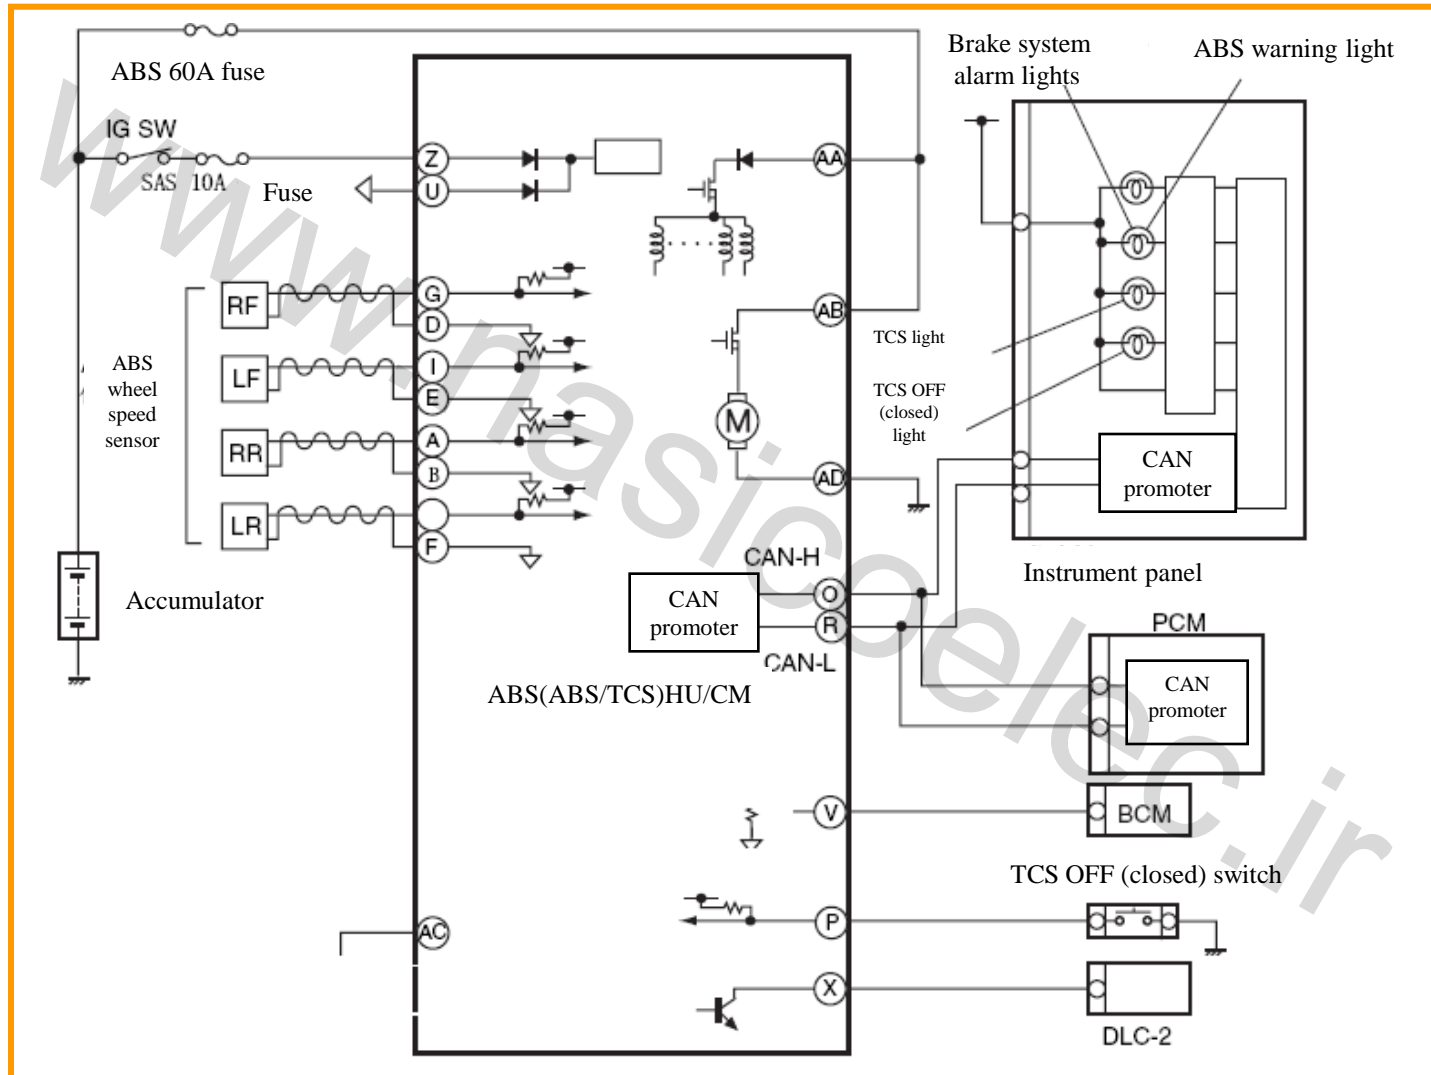 ABS 60A fuse
IG SW
SAS 10A
Fuse
Z
U
AA
Brake system
alarm lights
ABS warning light
RF
G
D
LF
I
E
ABS
wheel
speed
sensor
RR
A
B
LR
F
AB
M
AD
TCS light
TCS OFF
(closed)
light
CAN
promoter
Instrument panel
Accumulator
CAN-H
CAN
promoter
O
R
CAN-L
ABS(ABS/TCS)HU/CM
PCM
CAN
promoter
V
BCM
TCS OFF (closed) switch
P
AC
X
DLC-2
www.nasicoelec.ir